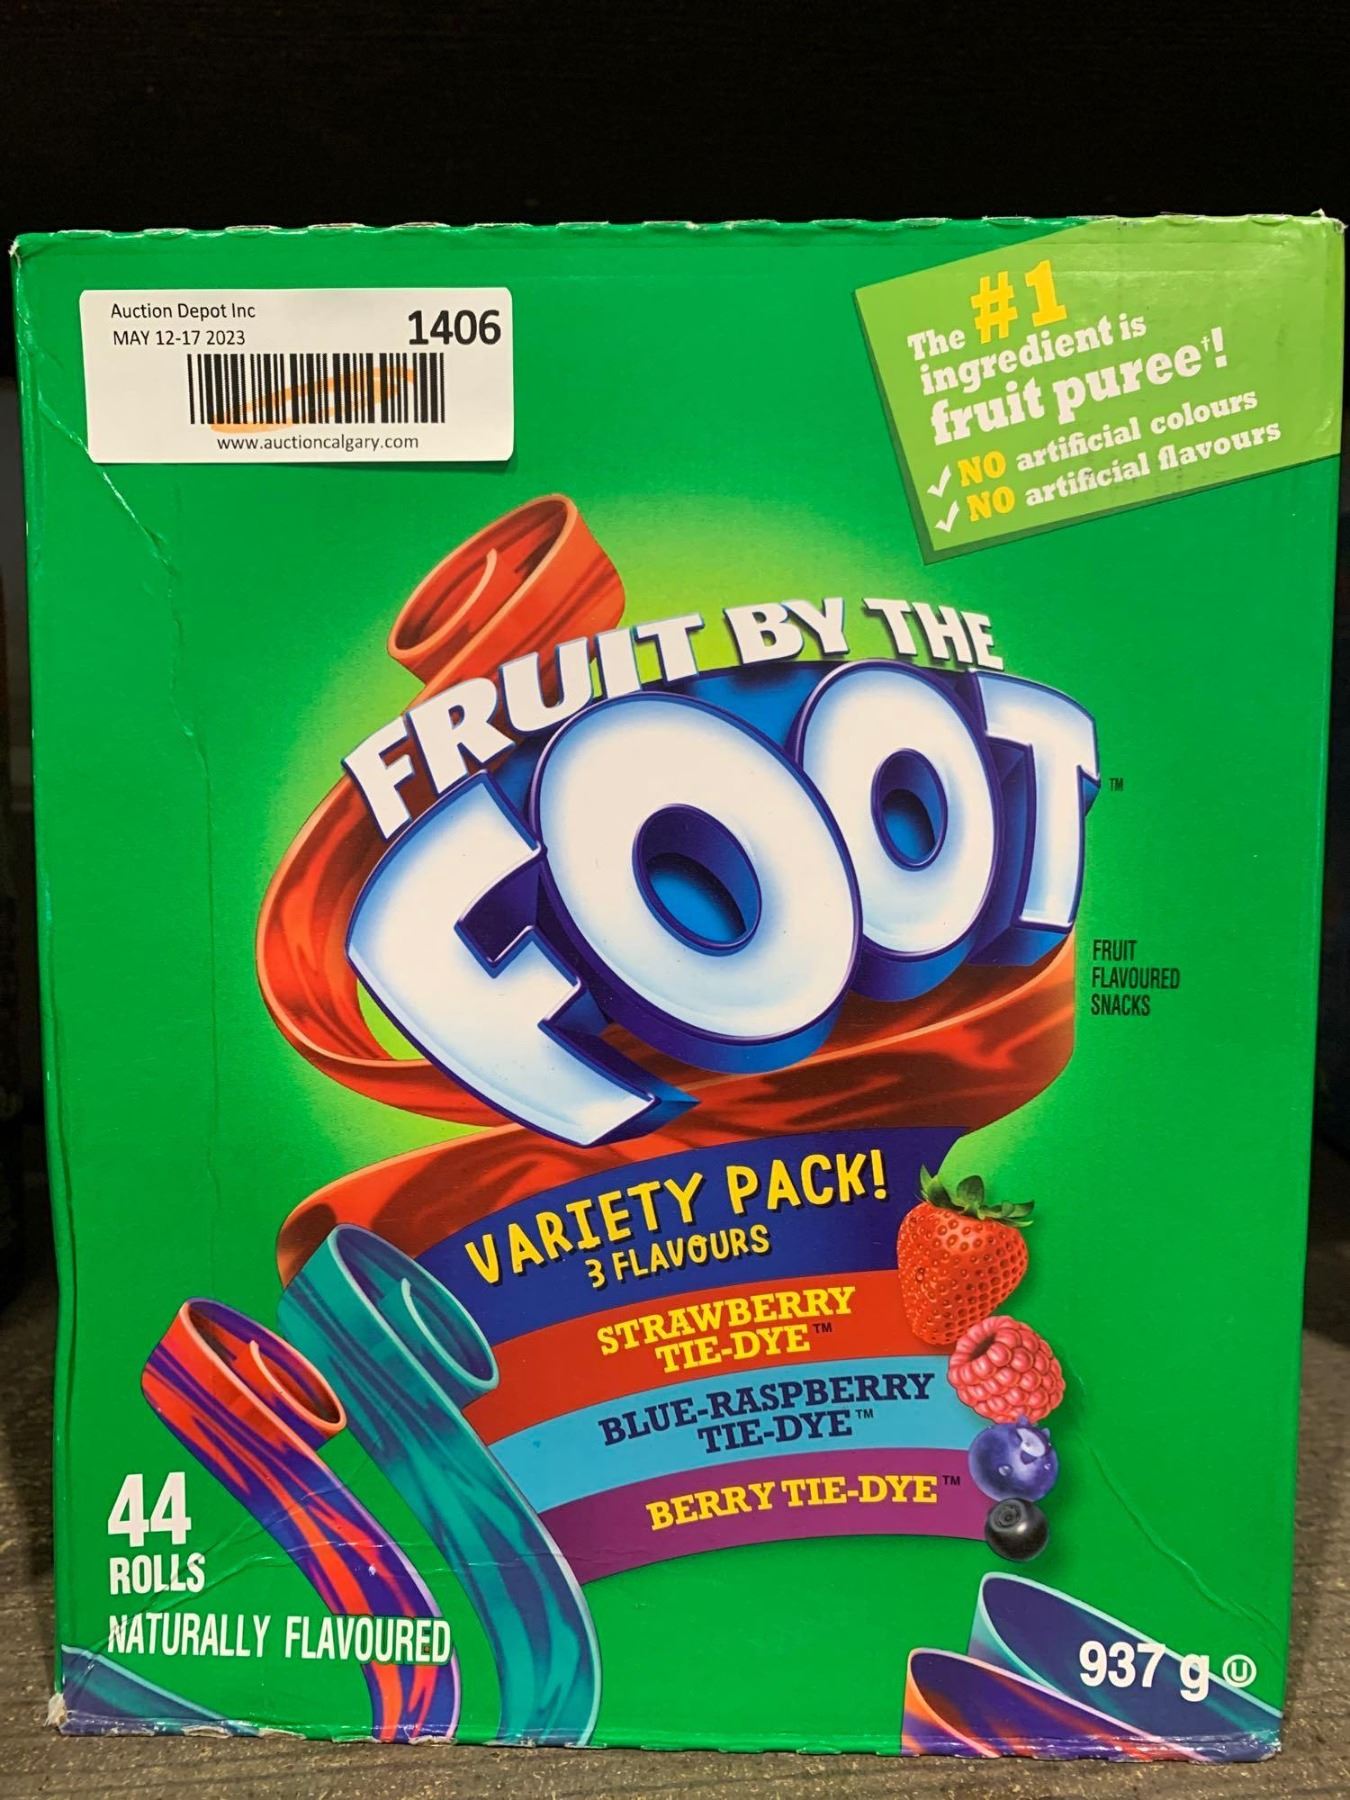 Auction Depot Inc
MAY 12-17 2023
1406
www.auctioncalgary.com
The #1
ingredient is
fruit puree†!
✓ NO artificial colours
✓ NO artificial flavours
FRUIT BY THE
FOOT™
FRUIT
FLAVOURED
SNACKS
VARIETY PACK!
3 FLAVOURS
STRAWBERRY
TIE-DYE™
BLUE-RASPBERRY
TIE-DYE™
BERRY TIE-DYE™
44
ROLLS
NATURALLY FLAVOURED
937 g Ⓤ